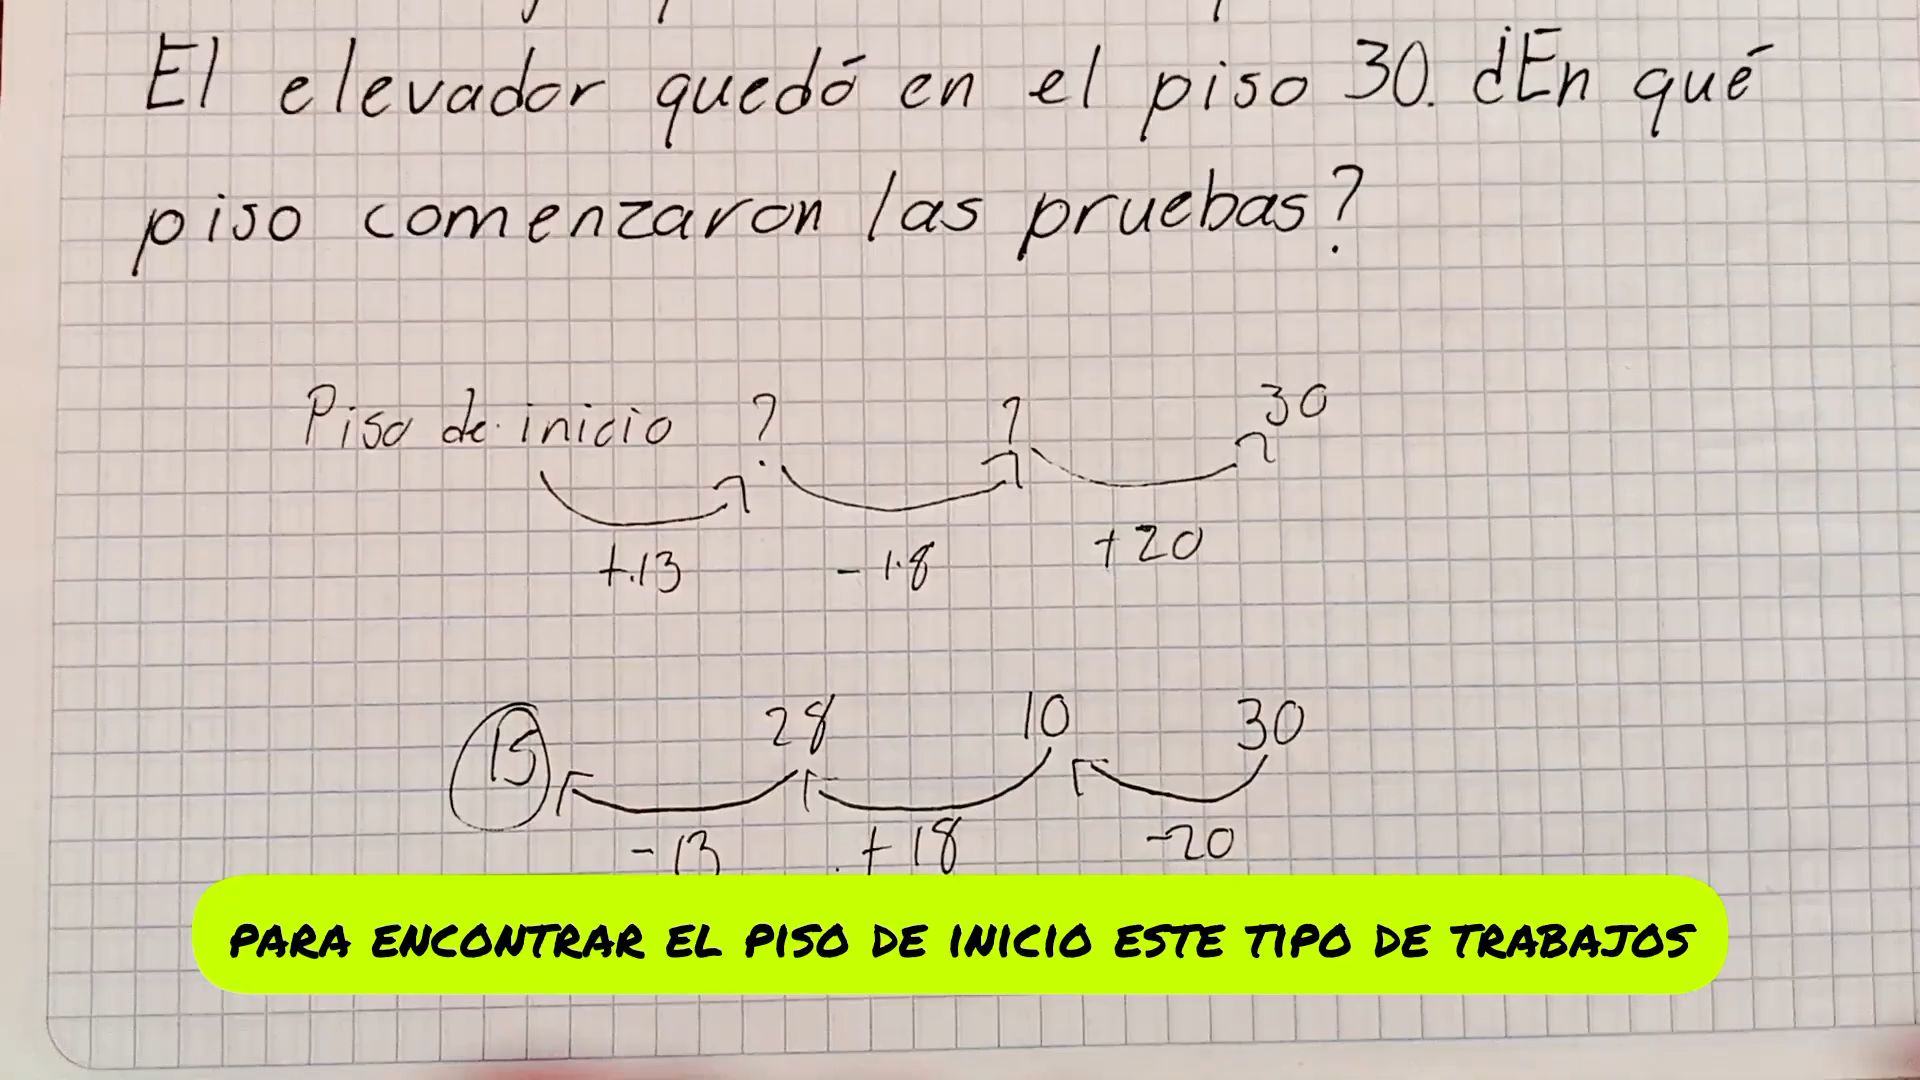 El elevador quedó en el piso 30. ¿En qué
piso comenzaron las pruebas?
Piso de inicio ? ? 30
+13 -18 +20
15 28 10 30
-13 +18 -20
PARA ENCONTRAR EL PISO DE INICIO ESTE TIPO DE TRABAJOS